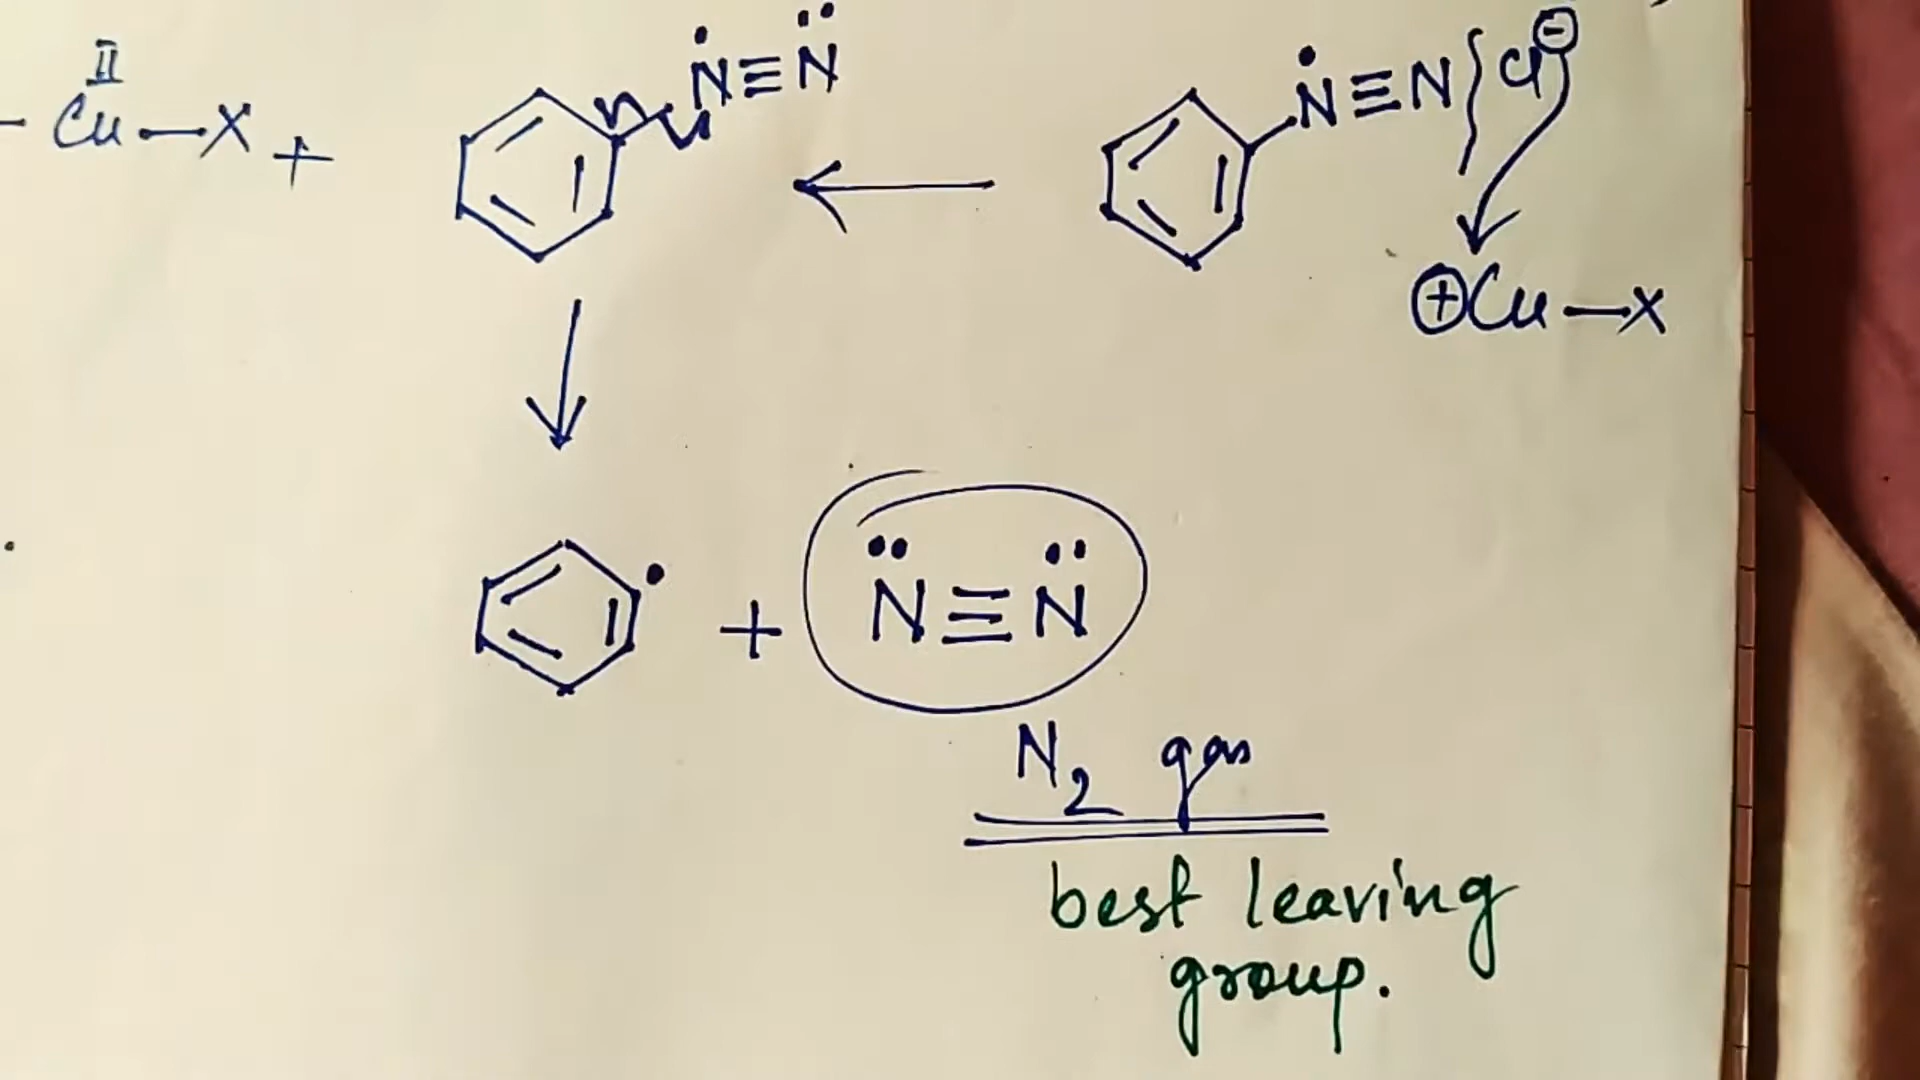 II
– Cu — X + Ṅ ≡ N̈ ← Ṅ ≡ N Cl ⊖
⊕ Cu — X
+ N̈ ≡ N̈
N2 gas
best leaving
group.